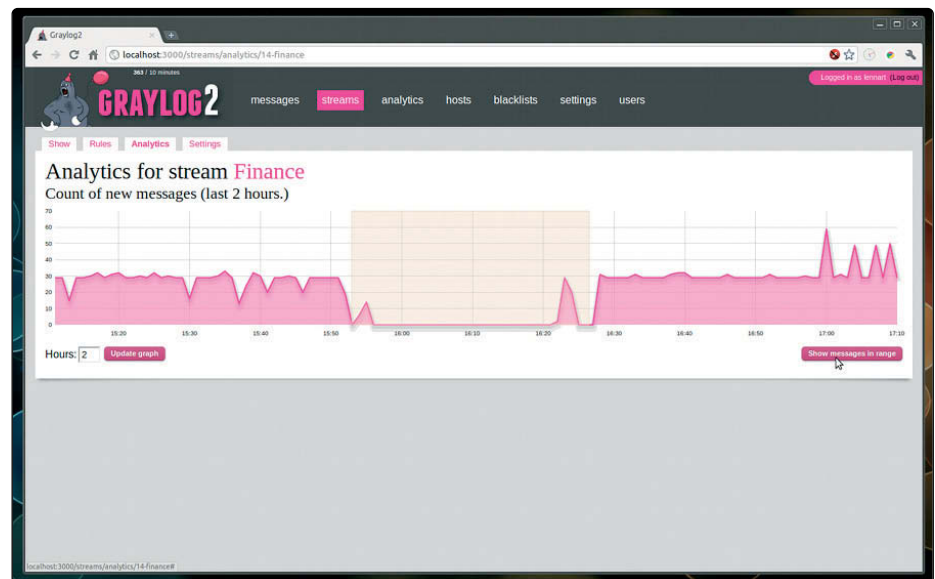 Graylog2
localhost:3000/streams/analytics/14-finance
363 / 10 minutes
Logged in as lennart (Log out)
GRAYLOG2
messages streams analytics hosts blacklists settings users
Show Rules Analytics Settings
Analytics for stream Finance
Count of new messages (last 2 hours.)
70
60
50
40
30
20
10
0
15:20 15:30 15:40 15:50 16:00 16:10 16:20 16:30 16:40 16:50 17:00 17:10
Hours: 2 Update graph Show messages in range
localhost:3000/streams/analytics/14-finance#